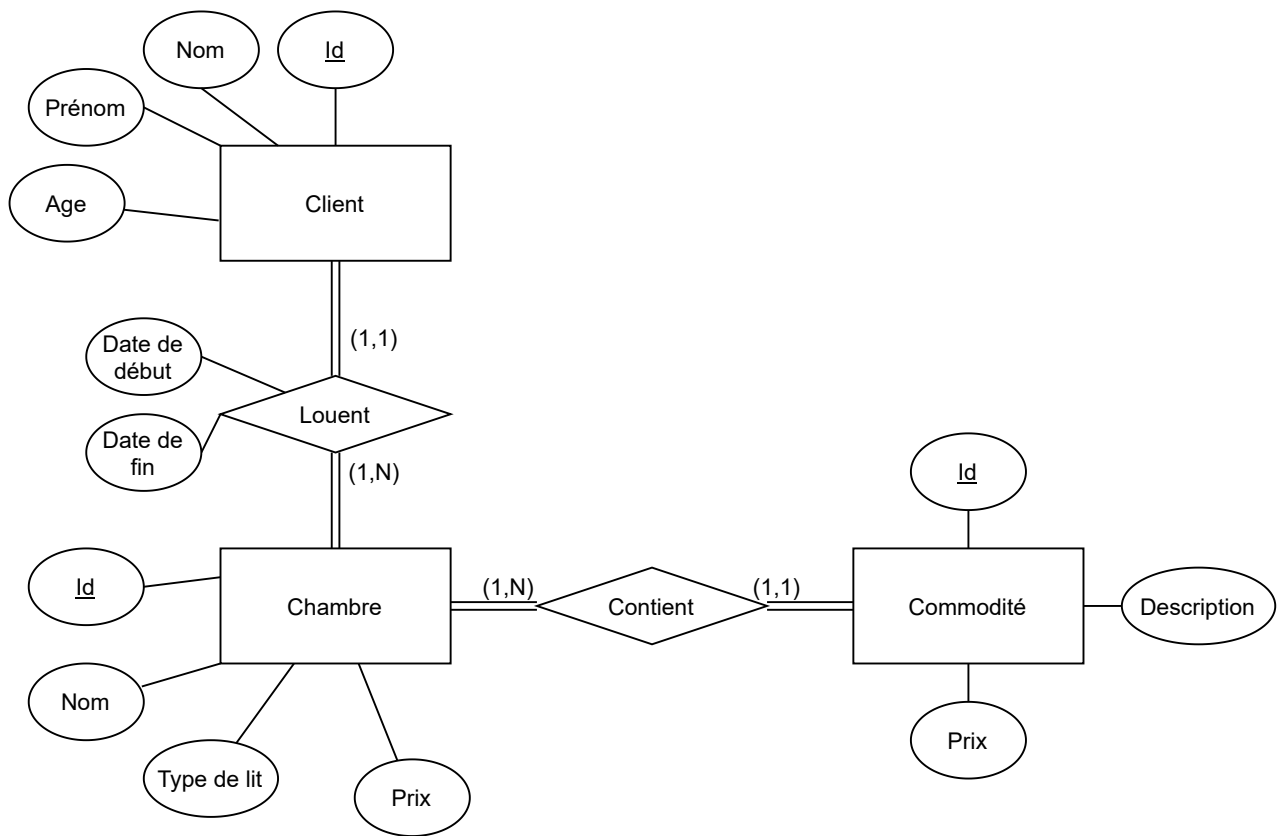 Nom
Id
Prénom
Age
Client
(1,1)
Date de
début
Louent
Date de
fin
(1,N)
Id
Id
Chambre
(1,N)
Contient
(1,1)
Commodité
Description
Nom
Type de lit
Prix
Prix